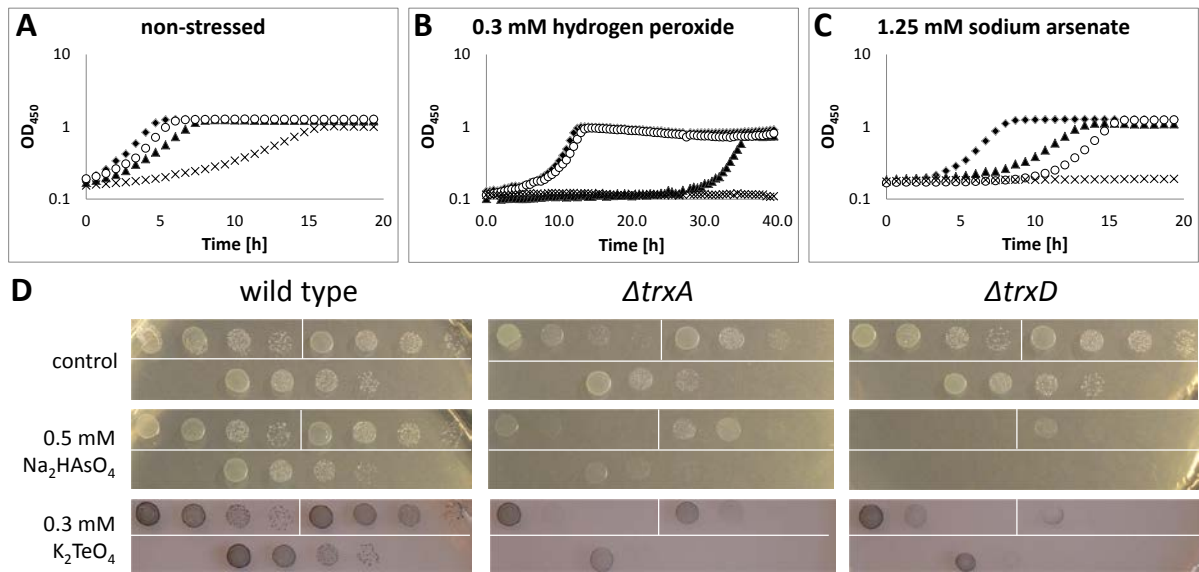 A
non-stressed
10
1
0.1
OD450
0
5
10
15
20
Time [h]
B
0.3 mM hydrogen peroxide
10
1
0.1
OD450
0.0
10.0
20.0
30.0
40.0
Time [h]
C
1.25 mM sodium arsenate
10
1
0.1
OD450
0
5
10
15
20
Time [h]
D
wild type
ΔtrxA
ΔtrxD
control
0.5 mM
Na2HAsO4
0.3 mM
K2TeO4